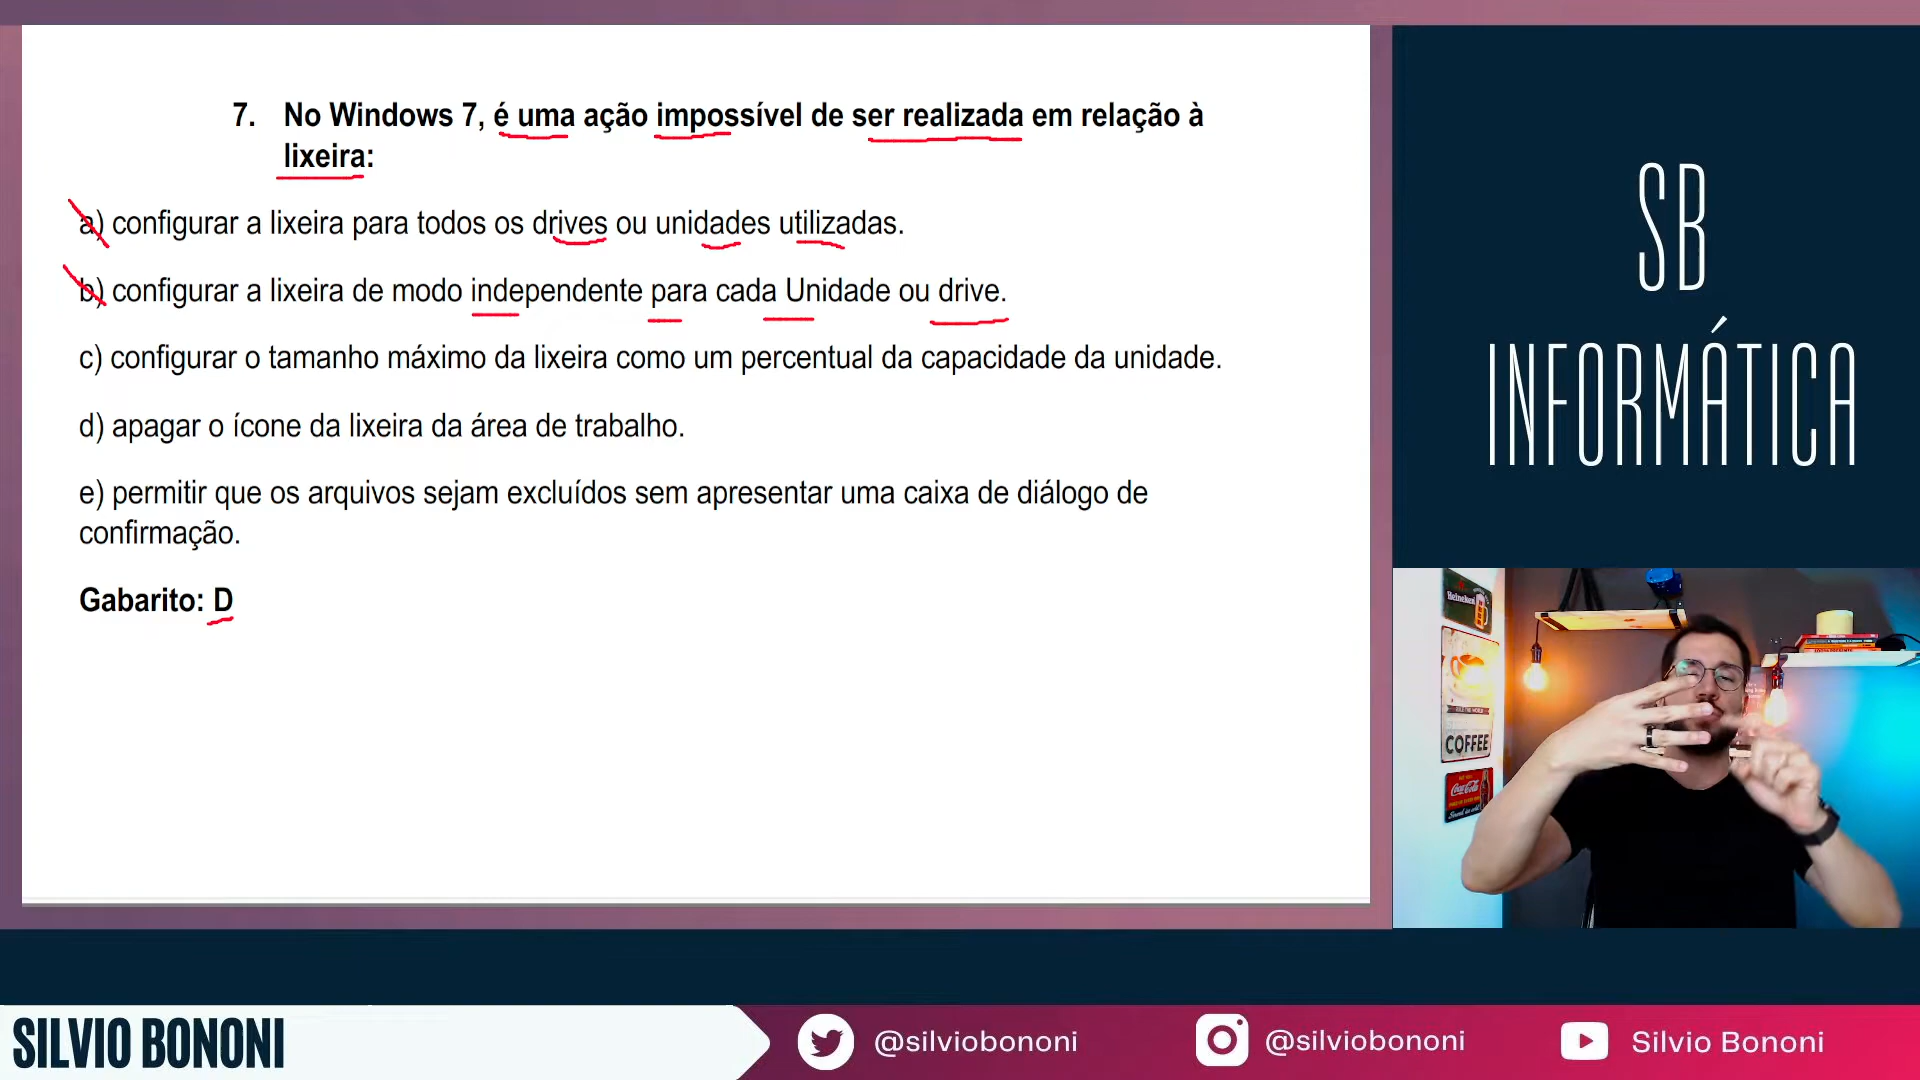 7. No Windows 7, é uma ação impossível de ser realizada em relação à
lixeira:
a) configurar a lixeira para todos os drives ou unidades utilizadas.
b) configurar a lixeira de modo independente para cada Unidade ou drive.
c) configurar o tamanho máximo da lixeira como um percentual da capacidade da unidade.
d) apagar o ícone da lixeira da área de trabalho.
e) permitir que os arquivos sejam excluídos sem apresentar uma caixa de diálogo de
confirmação.
Gabarito: D
SB
INFORMÁTICA
Heineken
COFFEE
Coca-Cola
SILVIO BONONI
@silviobononi
@silviobononi
Silvio Bononi